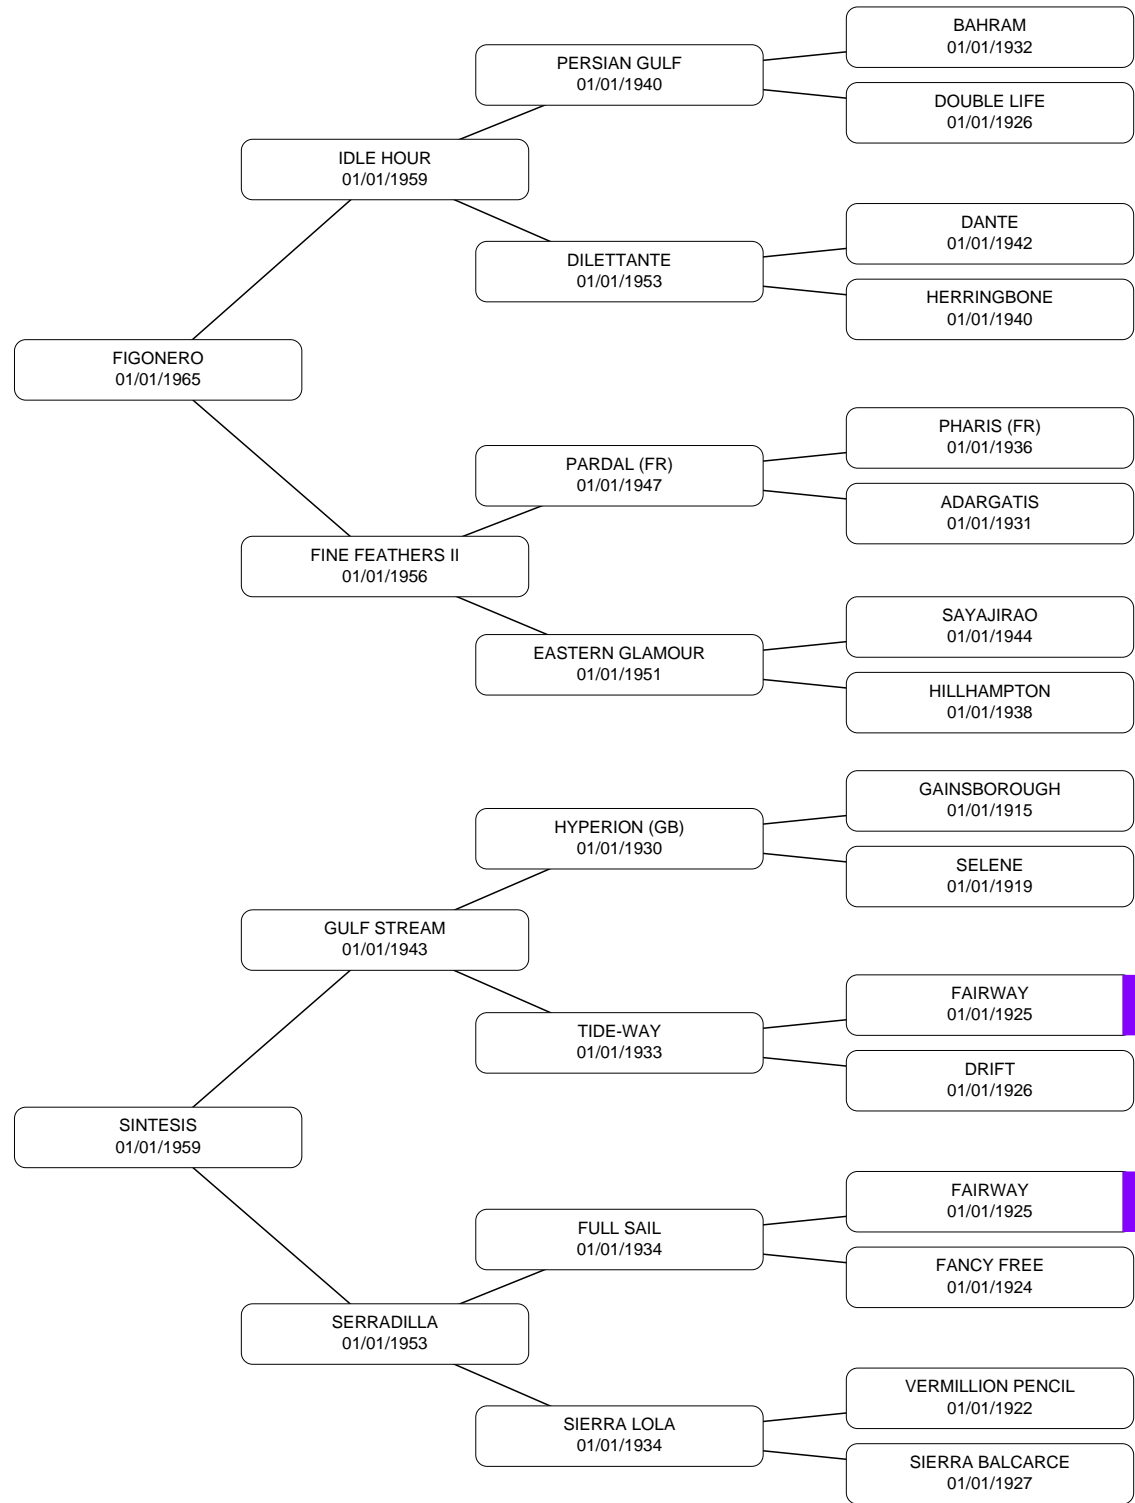 BAHRAM
01/01/1932
PERSIAN GULF
01/01/1940
DOUBLE LIFE
01/01/1926
IDLE HOUR
01/01/1959
DANTE
01/01/1942
DILETTANTE
01/01/1953
HERRINGBONE
01/01/1940
FIGONERO
01/01/1965
PHARIS (FR)
01/01/1936
PARDAL (FR)
01/01/1947
ADARGATIS
01/01/1931
FINE FEATHERS II
01/01/1956
SAYAJIRAO
01/01/1944
EASTERN GLAMOUR
01/01/1951
HILLHAMPTON
01/01/1938
GAINSBOROUGH
01/01/1915
HYPERION (GB)
01/01/1930
SELENE
01/01/1919
GULF STREAM
01/01/1943
FAIRWAY
01/01/1925
TIDE-WAY
01/01/1933
DRIFT
01/01/1926
SINTESIS
01/01/1959
FAIRWAY
01/01/1925
FULL SAIL
01/01/1934
FANCY FREE
01/01/1924
SERRADILLA
01/01/1953
VERMILLION PENCIL
01/01/1922
SIERRA LOLA
01/01/1934
SIERRA BALCARCE
01/01/1927